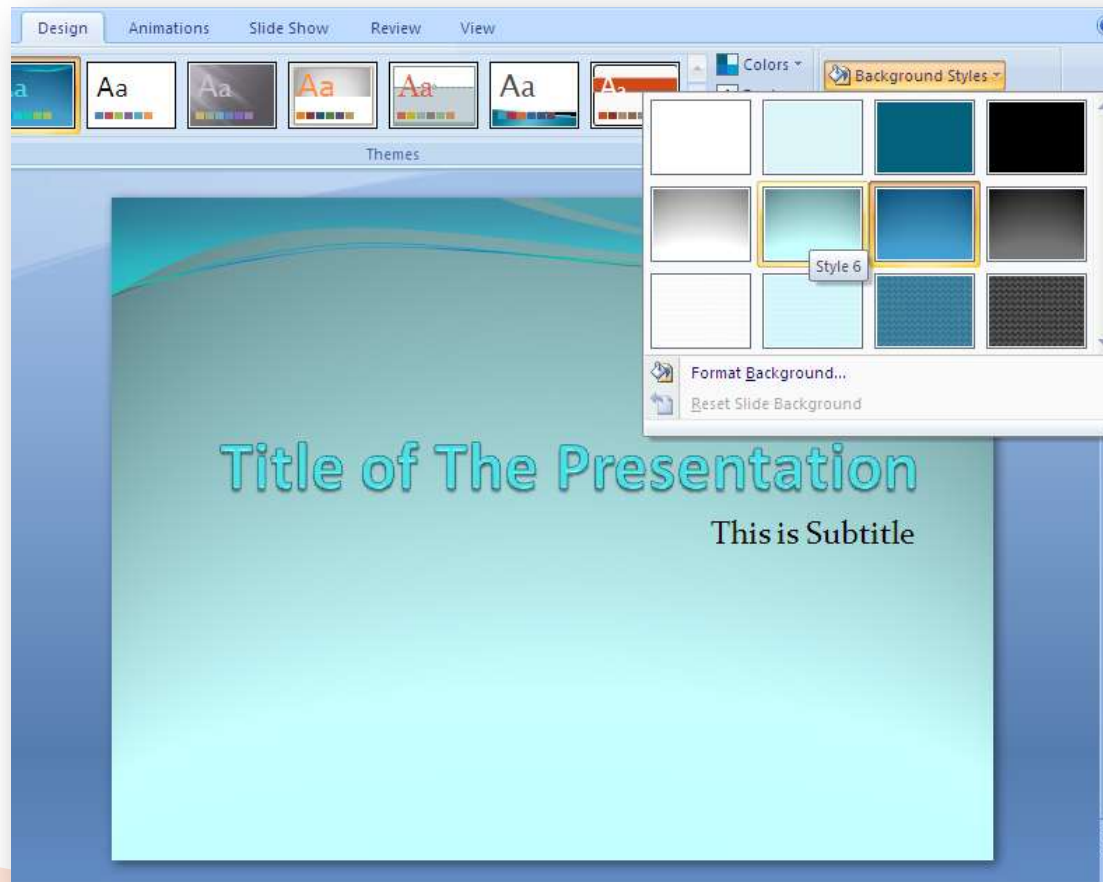 Design Animations Slide Show Review View
Colors
Background Styles
Aa Aa Aa Aa Aa Aa
Themes
Style 6
Format Background...
Reset Slide Background
Title of The Presentation
This is Subtitle